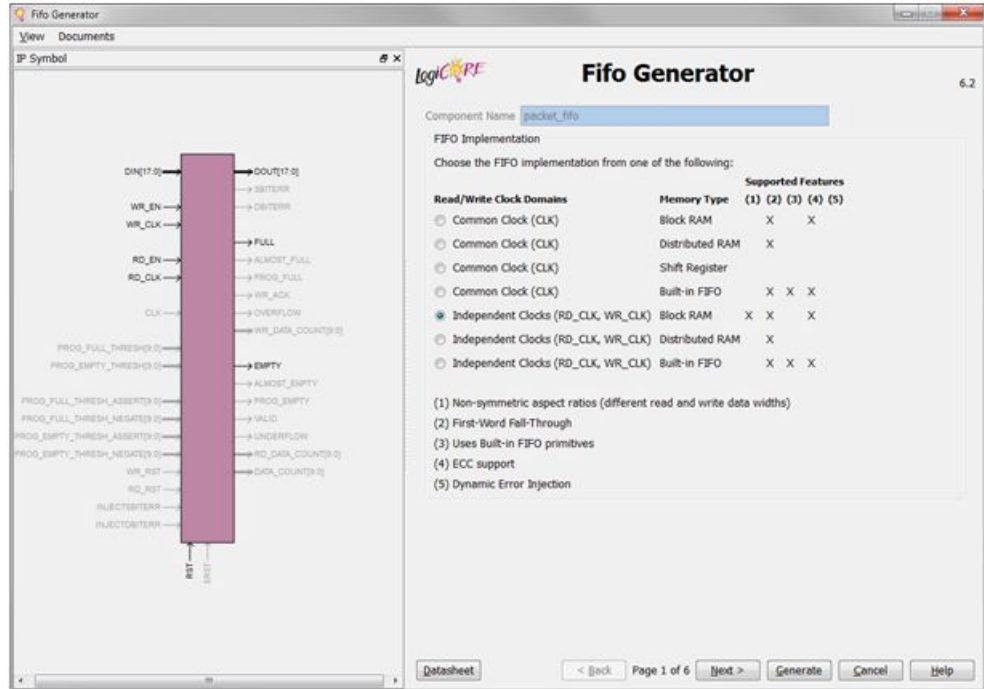 Fifo Generator
View Documents
IP Symbol
DIN[17:0]
WR_EN
WR_CLK
RD_EN
RD_CLK
CLK
PROG_FULL_THRESH[9:0]
PROG_EMPTY_THRESH[9:0]
PROG_FULL_THRESH_ASSERT[9:0]
PROG_FULL_THRESH_NEGATE[9:0]
PROG_EMPTY_THRESH_ASSERT[9:0]
PROG_EMPTY_THRESH_NEGATE[9:0]
WR_RST
RD_RST
INJECTSBITERR
INJECTDBITERR
RST
SRST
DOUT[17:0]
SBITERR
DBITERR
FULL
ALMOST_FULL
PROG_FULL
WR_ACK
OVERFLOW
WR_DATA_COUNT[9:0]
EMPTY
ALMOST_EMPTY
PROG_EMPTY
VALID
UNDERFLOW
RD_DATA_COUNT[9:0]
DATA_COUNT[9:0]
LogiCORE
Fifo Generator
6.2
Component Name packet_fifo
FIFO Implementation
Choose the FIFO implementation from one of the following:
Supported Features
Read/Write Clock Domains Memory Type (1) (2) (3) (4) (5)
Common Clock (CLK) Block RAM X X
Common Clock (CLK) Distributed RAM X
Common Clock (CLK) Shift Register
Common Clock (CLK) Built-in FIFO X X X
Independent Clocks (RD_CLK, WR_CLK) Block RAM X X X
Independent Clocks (RD_CLK, WR_CLK) Distributed RAM X
Independent Clocks (RD_CLK, WR_CLK) Built-in FIFO X X X
(1) Non-symmetric aspect ratios (different read and write data widths)
(2) First-Word Fall-Through
(3) Uses Built-in FIFO primitives
(4) ECC support
(5) Dynamic Error Injection
Datasheet < Back Page 1 of 6 Next > Generate Cancel Help